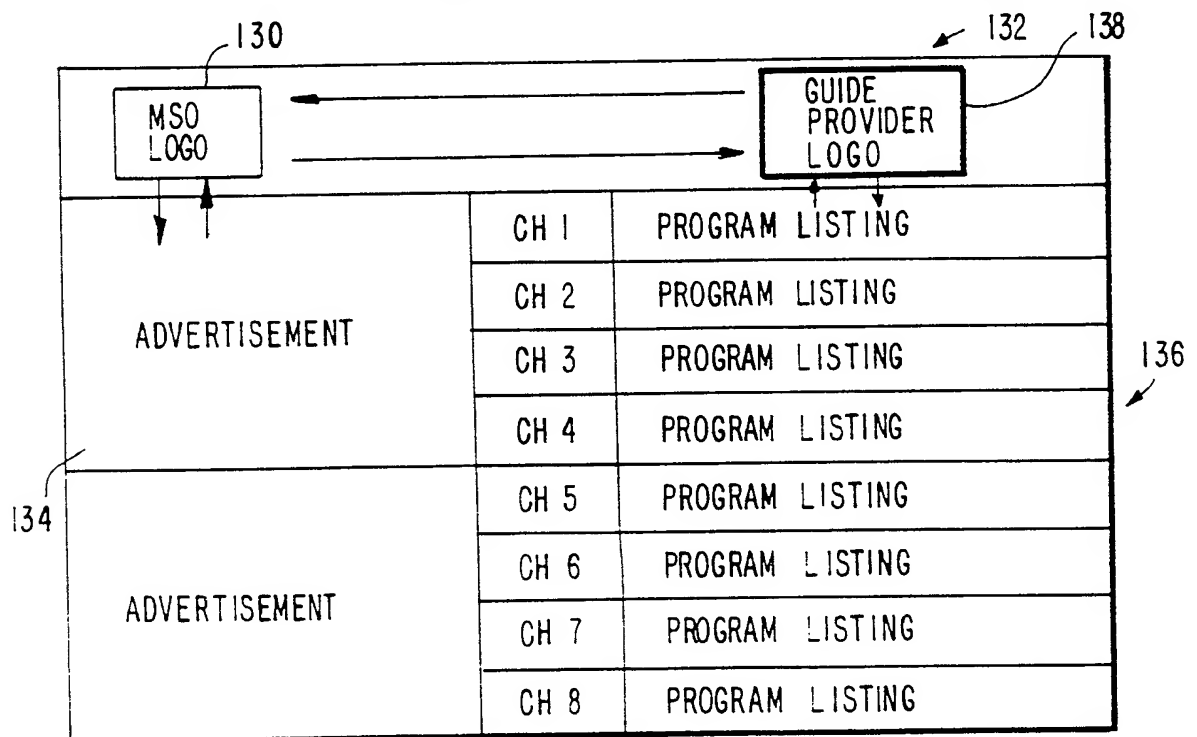 130
132
138
MSO
LOGO
GUIDE
PROVIDER
LOGO
CH 1 PROGRAM LISTING
CH 2 PROGRAM LISTING
ADVERTISEMENT
CH 3 PROGRAM LISTING
136
CH 4 PROGRAM LISTING
134
CH 5 PROGRAM LISTING
CH 6 PROGRAM LISTING
ADVERTISEMENT
CH 7 PROGRAM LISTING
CH 8 PROGRAM LISTING